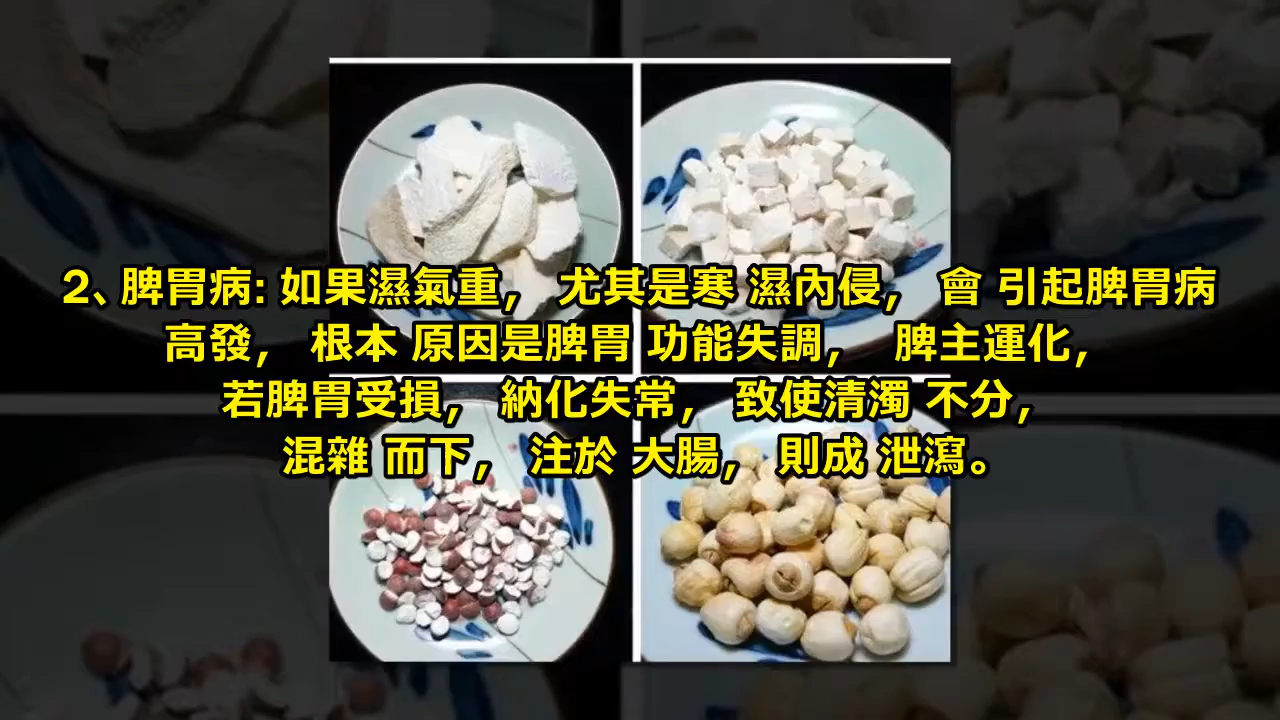 2、脾胃病: 如果濕氣重， 尤其是寒 濕內侵， 會 引起脾胃病
高發， 根本 原因是脾胃 功能失調， 脾主運化，
若脾胃受損， 納化失常， 致使清濁 不分，
混雜 而下， 注於 大腸， 則成 泄瀉。